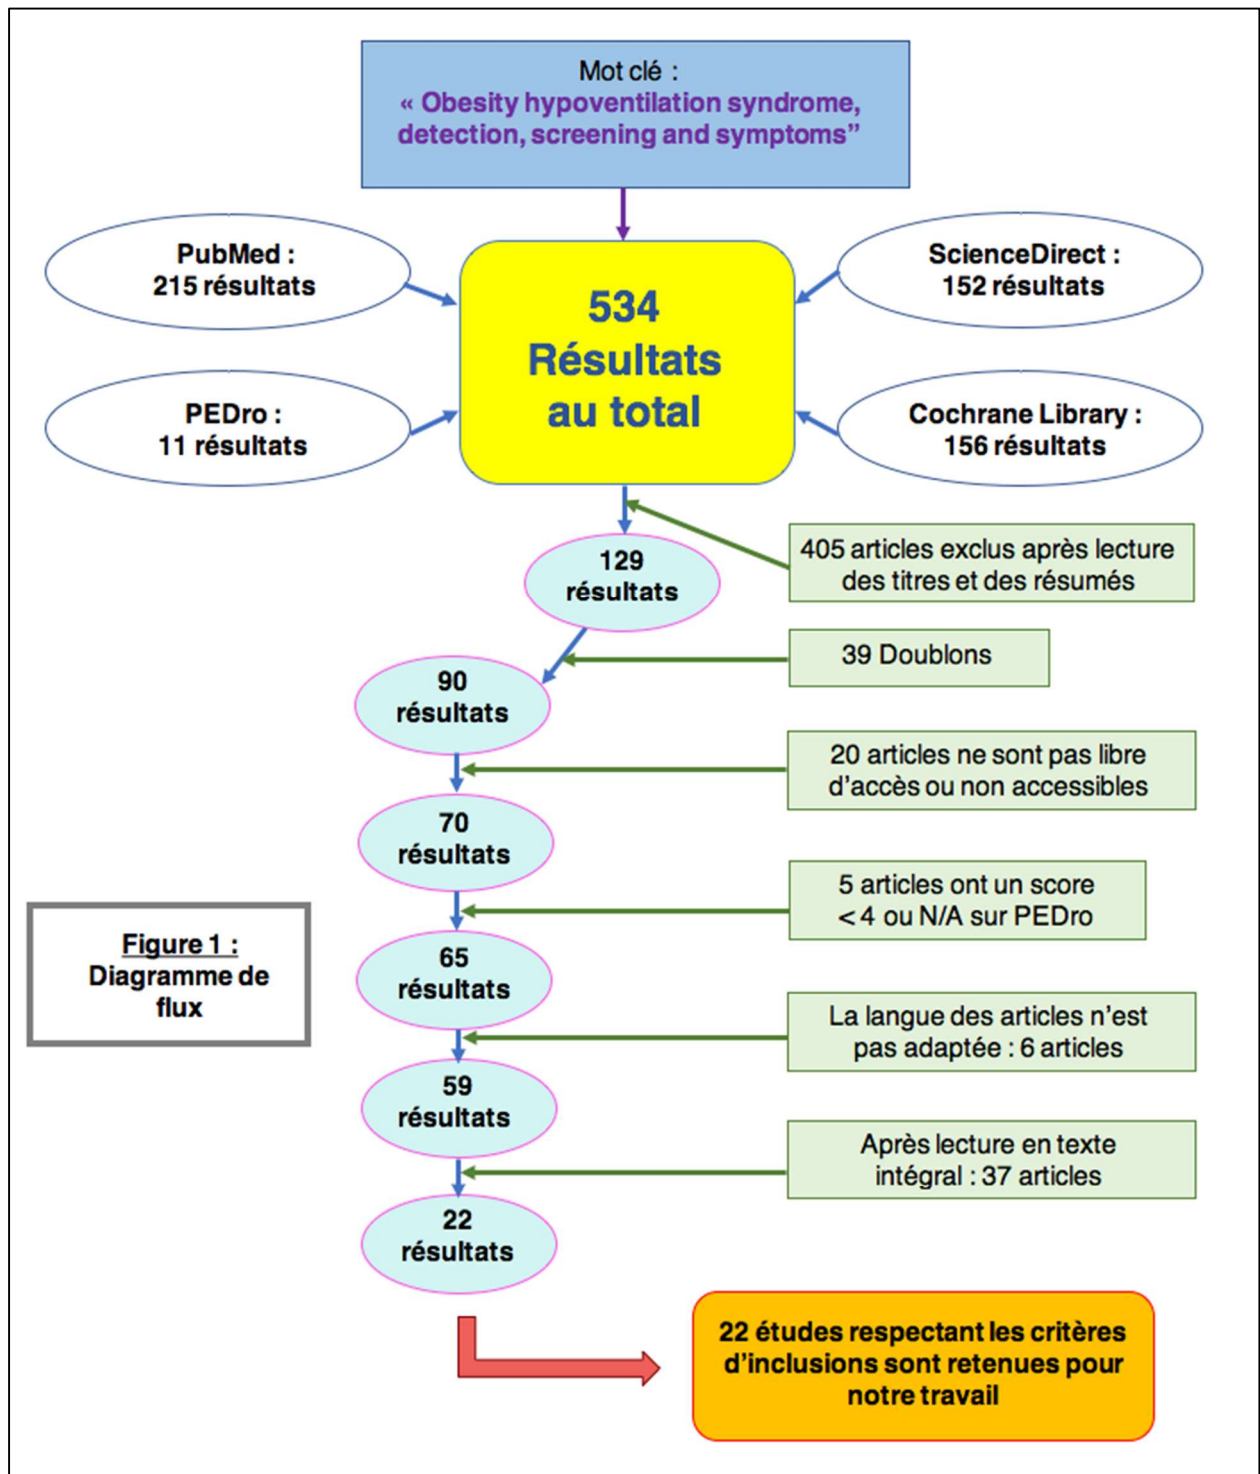 Mot clé :
« Obesity hypoventilation syndrome,
detection, screening and symptoms”
PubMed :
215 résultats
ScienceDirect :
152 résultats
534
Résultats
au total
PEDro :
11 résultats
Cochrane Library :
156 résultats
405 articles exclus après lecture
des titres et des résumés
129
résultats
39 Doublons
90
résultats
20 articles ne sont pas libre
d’accès ou non accessibles
70
résultats
5 articles ont un score
< 4 ou N/A sur PEDro
Figure 1 :
Diagramme de
flux
65
résultats
La langue des articles n’est
pas adaptée : 6 articles
59
résultats
Après lecture en texte
intégral : 37 articles
22
résultats
22 études respectant les critères
d’inclusions sont retenues pour
notre travail